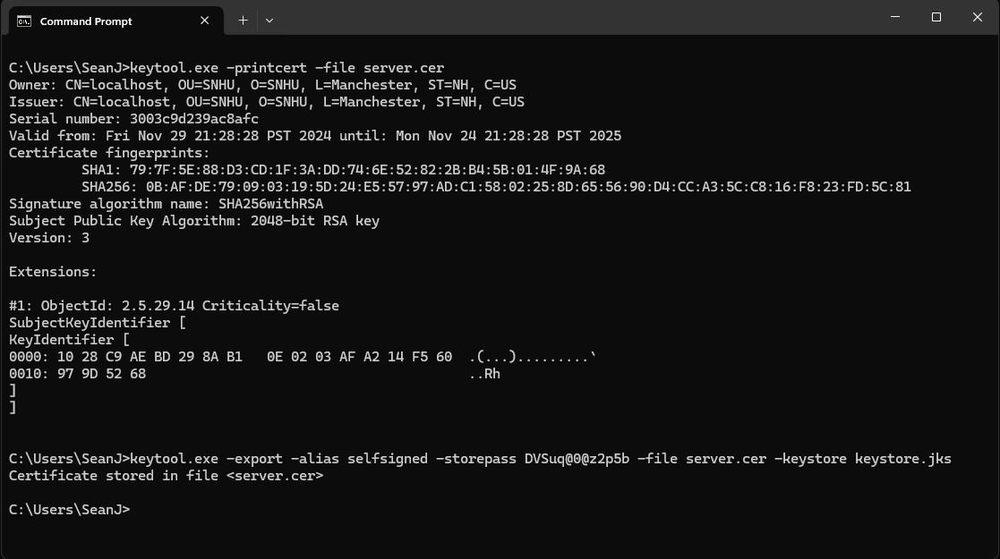 Command Prompt
C:\Users\SeanJ>keytool.exe -printcert -file server.cer
Owner: CN=localhost, OU=SNHU, O=SNHU, L=Manchester, ST=NH, C=US
Issuer: CN=localhost, OU=SNHU, O=SNHU, L=Manchester, ST=NH, C=US
Serial number: 3003c9d239ac8afc
Valid from: Fri Nov 29 21:28:28 PST 2024 until: Mon Nov 24 21:28:28 PST 2025
Certificate fingerprints:
SHA1: 79:7F:5E:88:D3:CD:1F:3A:DD:74:6E:52:82:2B:B4:5B:01:4F:9A:68
SHA256: 0B:AF:DE:79:09:03:19:5D:24:E5:57:97:AD:C1:58:02:25:8D:65:56:90:D4:CC:A3:5C:C8:16:F8:23:FD:5C:81
Signature algorithm name: SHA256withRSA
Subject Public Key Algorithm: 2048-bit RSA key
Version: 3
Extensions:
#1: ObjectId: 2.5.29.14 Criticality=false
SubjectKeyIdentifier [
KeyIdentifier [
0000: 10 28 C9 AE BD 29 8A B1   0E 02 03 AF A2 14 F5 60  .(...).........`
0010: 97 9D 52 68                                        ..Rh
]
]
C:\Users\SeanJ>keytool.exe -export -alias selfsigned -storepass DVSuq@0@z2p5b -file server.cer -keystore keystore.jks
Certificate stored in file <server.cer>
C:\Users\SeanJ>